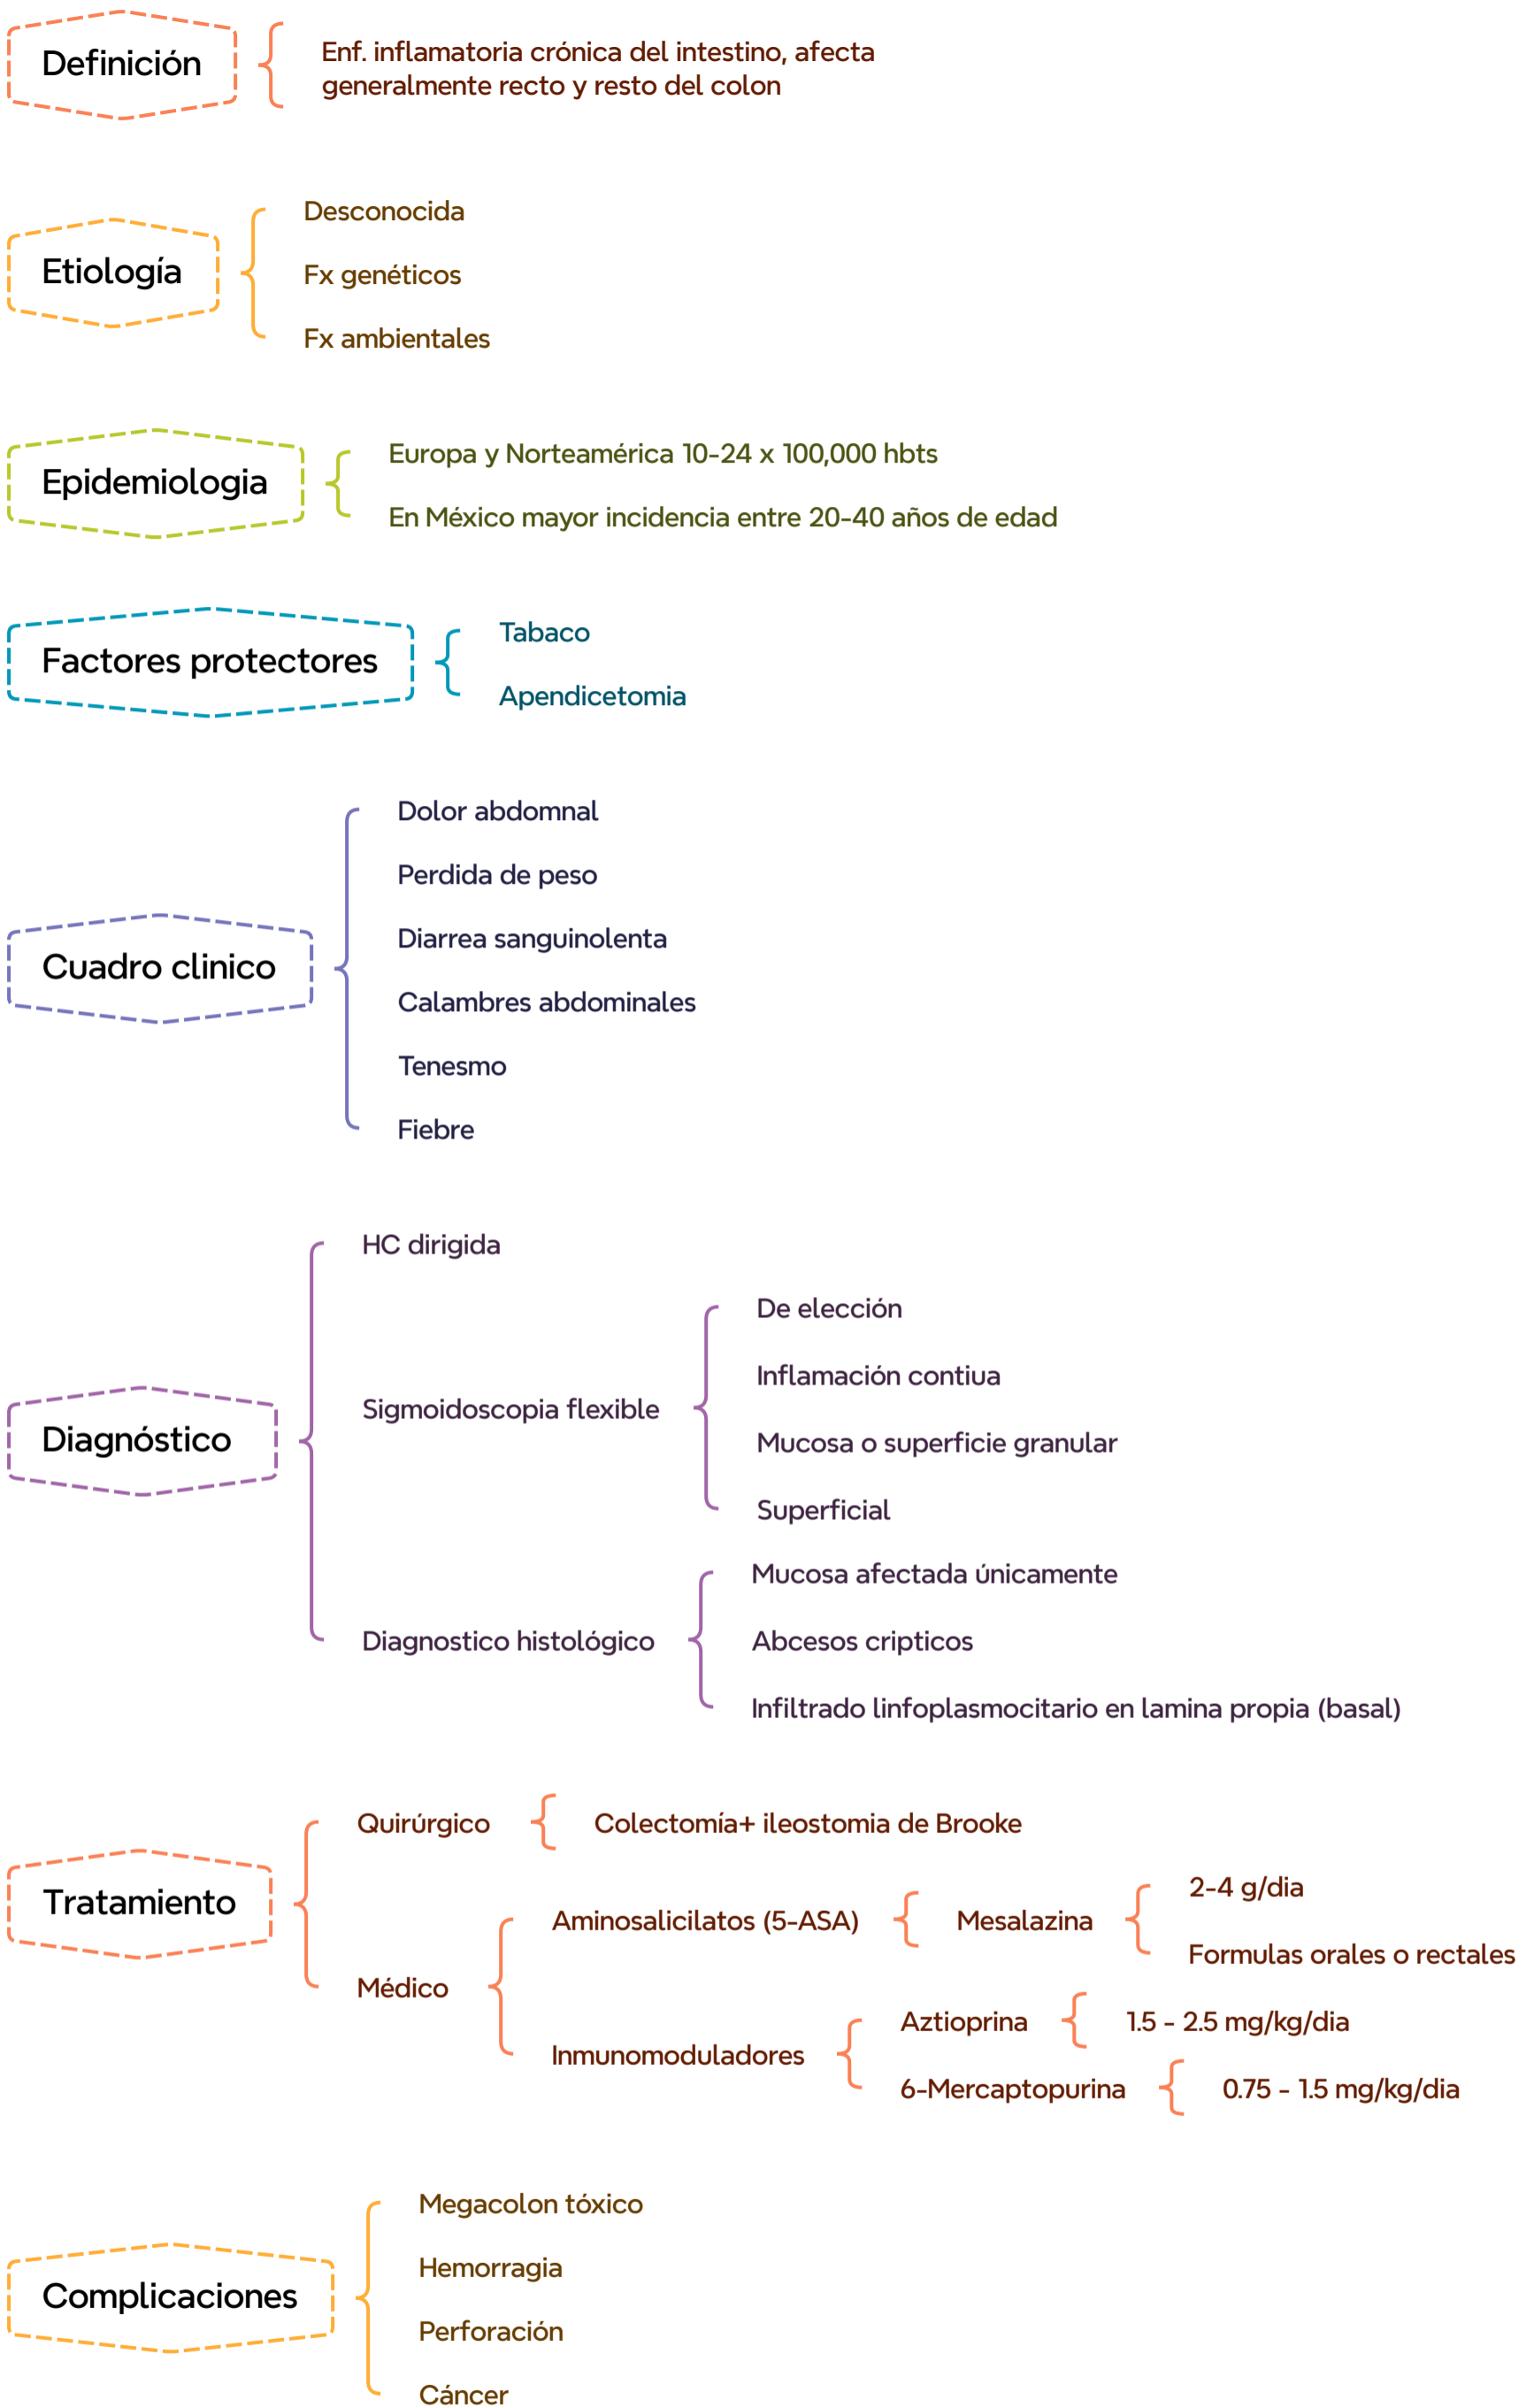 Definición
Enf. inflamatoria crónica del intestino, afecta
generalmente recto y resto del colon
Etiología
Desconocida
Fx genéticos
Fx ambientales
Epidemiologia
Europa y Norteamérica 10-24 x 100,000 hbts
En México mayor incidencia entre 20-40 años de edad
Factores protectores
Tabaco
Apendicetomia
Cuadro clinico
Dolor abdomnal
Perdida de peso
Diarrea sanguinolenta
Calambres abdominales
Tenesmo
Fiebre
Diagnóstico
HC dirigida
Sigmoidoscopia flexible
De elección
Inflamación contiua
Mucosa o superficie granular
Superficial
Diagnostico histológico
Mucosa afectada únicamente
Abcesos cripticos
Infiltrado linfoplasmocitario en lamina propia (basal)
Tratamiento
Quirúrgico
Colectomía+ ileostomia de Brooke
Médico
Aminosalicilatos (5-ASA)
Mesalazina
2-4 g/dia
Formulas orales o rectales
Inmunomoduladores
Aztioprina
1.5 - 2.5 mg/kg/dia
6-Mercaptopurina
0.75 - 1.5 mg/kg/dia
Complicaciones
Megacolon tóxico
Hemorragia
Perforación
Cáncer